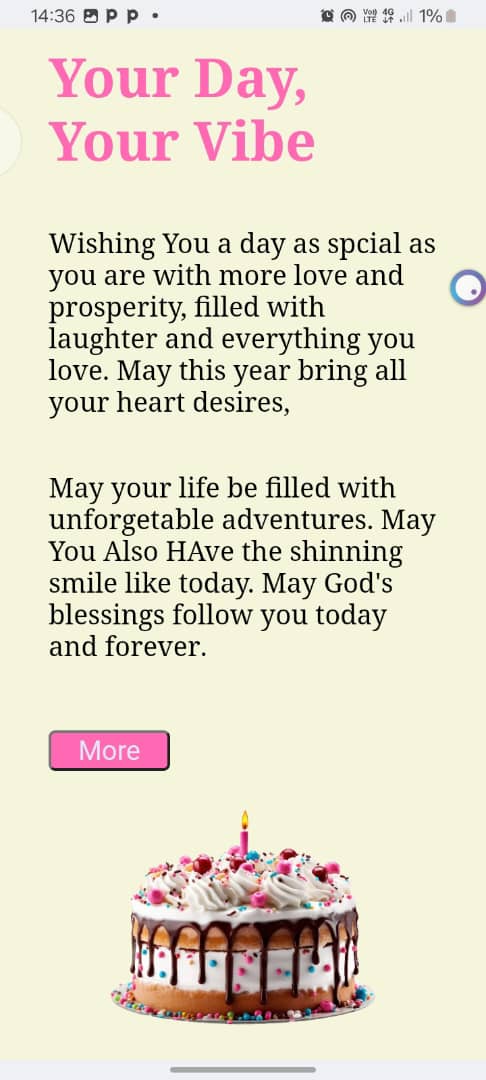 14:36 P P •
Vo)) LTE 4G 1%
Your Day,
Your Vibe
Wishing You a day as spcial as
you are with more love and
prosperity, filled with
laughter and everything you
love. May this year bring all
your heart desires,
May your life be filled with
unforgetable adventures. May
You Also HAve the shinning
smile like today. May God's
blessings follow you today
and forever.
More